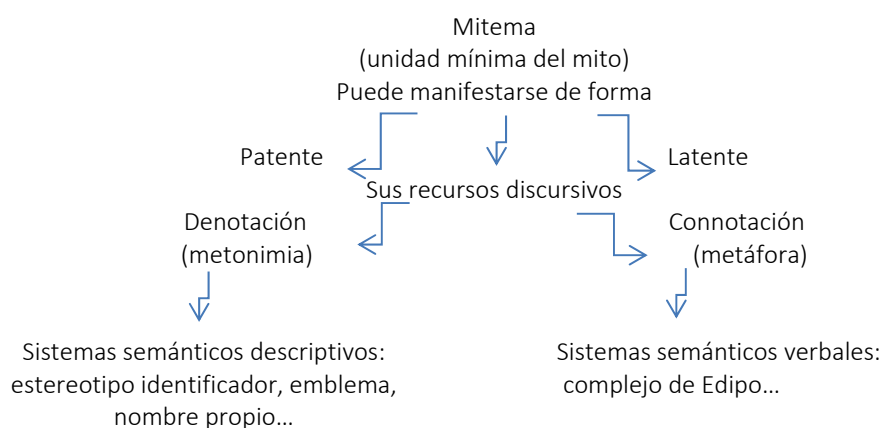 Mitema
(unidad mínima del mito)
Puede manifestarse de forma
Patente
Latente
Sus recursos discursivos
Denotación
(metonimia)
Connotación
(metáfora)
Sistemas semánticos descriptivos:
estereotipo identificador, emblema,
nombre propio...
Sistemas semánticos verbales:
complejo de Edipo...